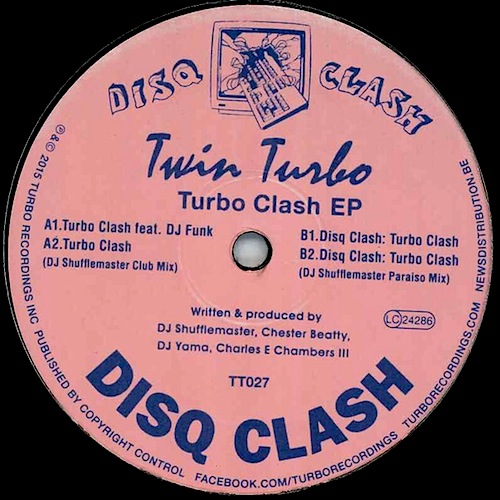 DISQ CLASH
Twin Turbo
Turbo Clash EP
A1.Turbo Clash feat. DJ Funk
A2.Turbo Clash
(DJ Shufflemaster Club Mix)
B1.Disq Clash: Turbo Clash
B2.Disq Clash: Turbo Clash
(DJ Shufflemaster Paraiso Mix)
Written & produced by
DJ Shufflemaster, Chester Beatty,
DJ Yama, Charles E Chambers III
LC 24286
TT027
DISQ CLASH
℗&© 2015 TURBO RECORDINGS INC PUBLISHED BY COPYRIGHT CONTROL FACEBOOK.COM/TURBORECORDINGS TURBORECORDINGS.COM NEWSDISTRIBUTION.BE